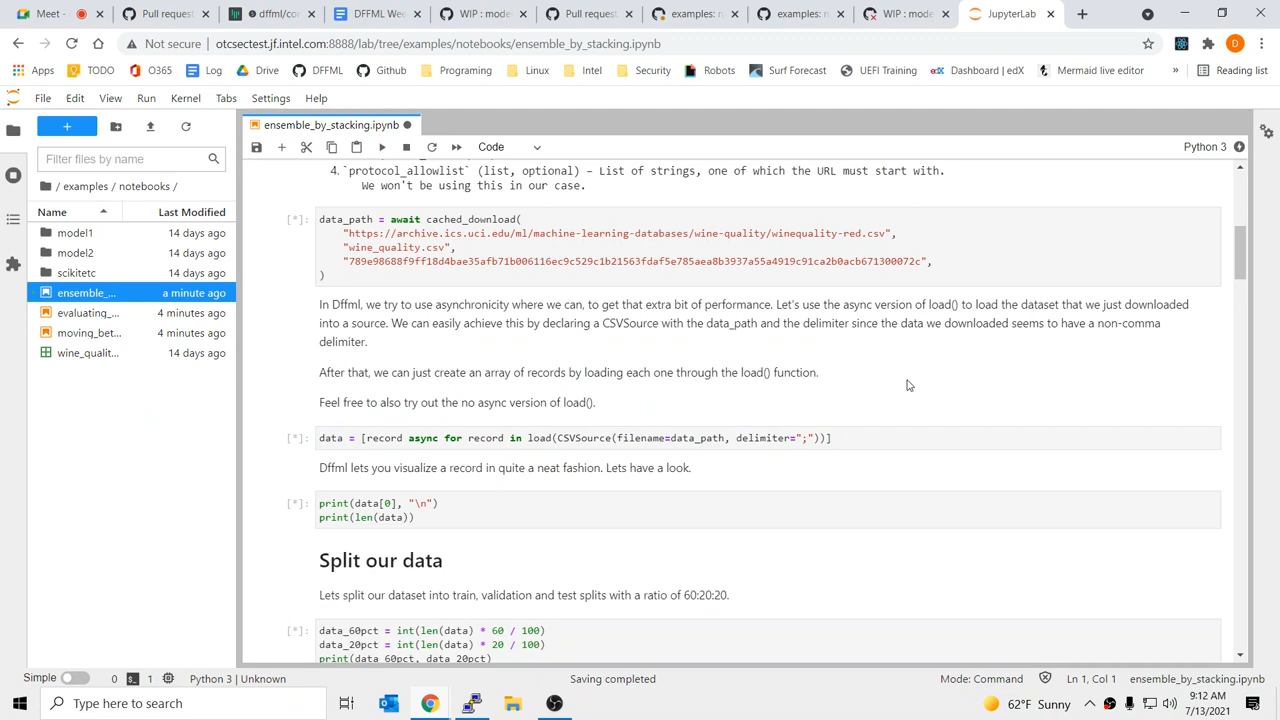 Meet -
Pull request
dffml/con
DFFML Wee
WIP : mode
Pull request
examples: n
examples: n
WIP : mode
JupyterLab
Not secure
otcsectest.jf.intel.com:8888/lab/tree/examples/notebooks/ensemble_by_stacking.ipynb
D
Apps
TODO
O365
Log
Drive
DFFML
Github
Programing
Linux
Intel
Security
Robots
Surf Forecast
UEFI Training
Dashboard | edX
Mermaid live editor
»
Reading list
File Edit View Run Kernel Tabs Settings Help
ensemble_by_stacking.ipynb
Filter files by name
Code
Python 3
/ examples / notebooks /
Name
Last Modified
model1 14 days ago
model2 14 days ago
scikitetc 14 days ago
ensemble_... a minute ago
evaluating_... 4 minutes ago
moving_bet... 4 minutes ago
wine_qualit... 14 days ago
4. `protocol_allowlist` (list, optional) – List of strings, one of which the URL must start with.
We won't be using this in our case.
[*]: data_path = await cached_download(
"https://archive.ics.uci.edu/ml/machine-learning-databases/wine-quality/winequality-red.csv",
"wine_quality.csv",
"789e98688f9ff18d4bae35afb71b006116ec9c529c1b21563fdaf5e785aea8b3937a55a4919c91ca2b0acb671300072c",
)
In Dffml, we try to use asynchronicity where we can, to get that extra bit of performance. Let's use the async version of load() to load the dataset that we just downloaded
into a source. We can easily achieve this by declaring a CSVSource with the data_path and the delimiter since the data we downloaded seems to have a non-comma
delimiter.
After that, we can just create an array of records by loading each one through the load() function.
Feel free to also try out the no async version of load().
[*]: data = [record async for record in load(CSVSource(filename=data_path, delimiter=";"))]
Dffml lets you visualize a record in quite a neat fashion. Lets have a look.
[*]: print(data[0], "\n")
print(len(data))
Split our data
Lets split our dataset into train, validation and test splits with a ratio of 60:20:20.
[*]: data_60pct = int(len(data) * 60 / 100)
data_20pct = int(len(data) * 20 / 100)
print(data_60pct, data_20pct)
Simple
0
1
Python 3 | Unknown
Saving completed
Mode: Command
Ln 1, Col 1
ensemble_by_stacking.ipynb
Type here to search
62°F Sunny
9:12 AM
7/13/2021